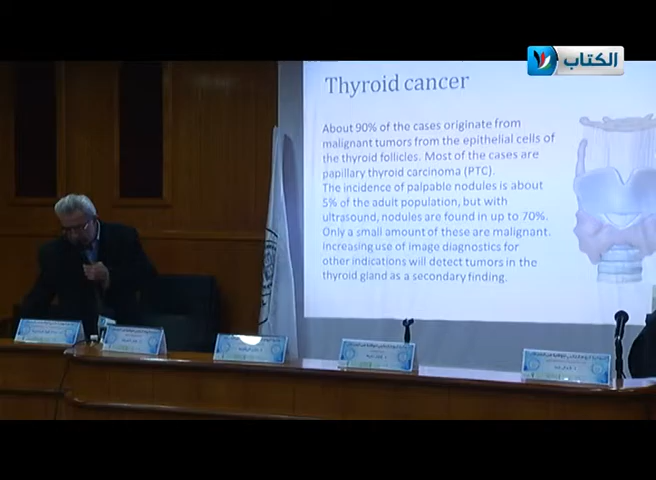 الكتاب
Thyroid cancer
About 90% of the cases originate from
malignant tumors from the epithelial cells of
the thyroid follicles. Most of the cases are
papillary thyroid carcinoma (PTC).
The incidence of palpable nodules is about
5% of the adult population, but with
ultrasound, nodules are found in up to 70%.
Only a small amount of these are malignant.
Increasing use of image diagnostics for
other indications will detect tumors in the
thyroid gland as a secondary finding.